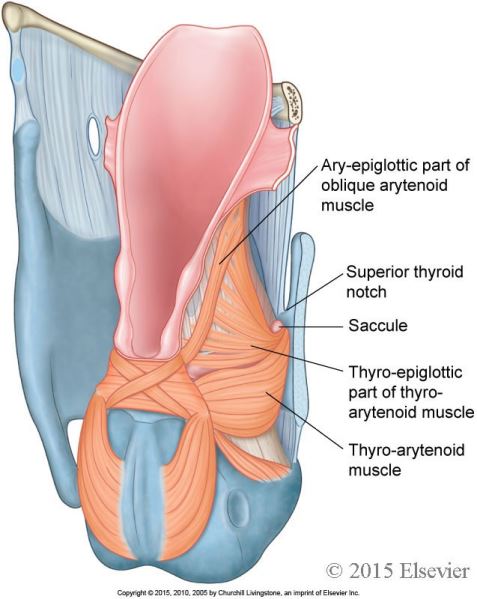 Ary-epiglottic part of
oblique arytenoid
muscle
Superior thyroid
notch
Saccule
Thyro-epiglottic
part of thyro-
arytenoid muscle
Thyro-arytenoid
muscle
© 2015 Elsevier
Copyright © 2015, 2010, 2005 by Churchill Livingstone, an imprint of Elsevier Inc.